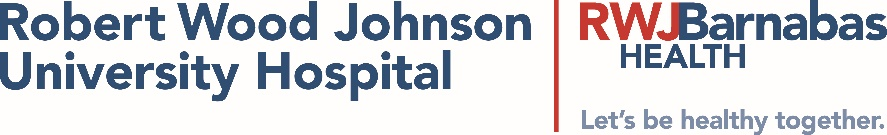 Robert Wood Johnson
University Hospital
RWJBarnabas
HEALTH
Let's be healthy together.